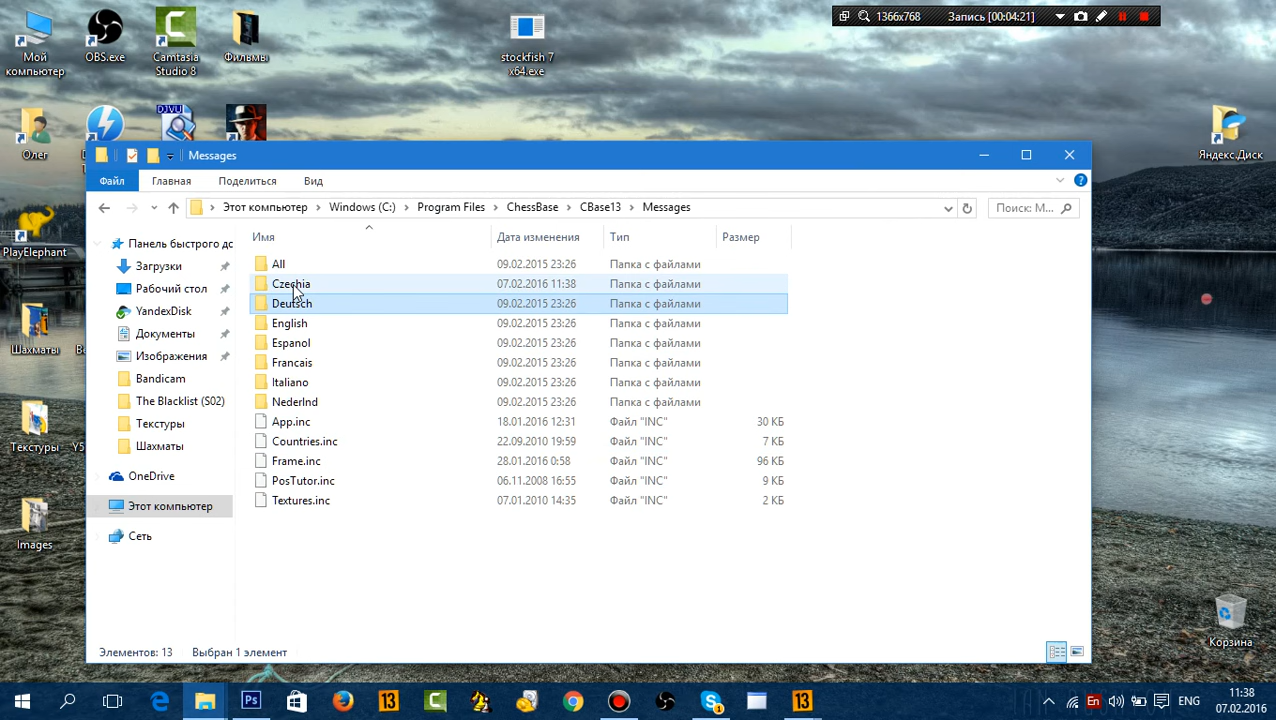 Мой
компьютер
OBS.exe
Camtasia
Studio 8
Фильмы
stockfish 7
x64.exe
1366x768
Запись [00:04:21]
Олег
DJVU
Яндекс.Диск
PlayElephant
Шахматы
Текстуры
Images
Корзина
Messages
Файл
Главная
Поделиться
Вид
Этот компьютер
Windows (C:)
Program Files
ChessBase
CBase13
Messages
Поиск: M...
Панель быстрого до
Загрузки
Рабочий стол
YandexDisk
Документы
Изображения
Bandicam
The Blacklist (S02)
Текстуры
Шахматы
OneDrive
Этот компьютер
Сеть
Имя Дата изменения Тип Размер
All 09.02.2015 23:26 Папка с файлами
Czechia 07.02.2016 11:38 Папка с файлами
Deutsch 09.02.2015 23:26 Папка с файлами
English 09.02.2015 23:26 Папка с файлами
Espanol 09.02.2015 23:26 Папка с файлами
Francais 09.02.2015 23:26 Папка с файлами
Italiano 09.02.2015 23:26 Папка с файлами
Nederlnd 09.02.2015 23:26 Папка с файлами
App.inc 18.01.2016 12:31 Файл "INC" 30 КБ
Countries.inc 22.09.2010 19:59 Файл "INC" 7 КБ
Frame.inc 28.01.2016 0:58 Файл "INC" 96 КБ
PosTutor.inc 06.11.2008 16:55 Файл "INC" 9 КБ
Textures.inc 07.01.2010 14:35 Файл "INC" 2 КБ
Элементов: 13 Выбран 1 элемент
Ps
13
13
En
ENG
11:38
07.02.2016